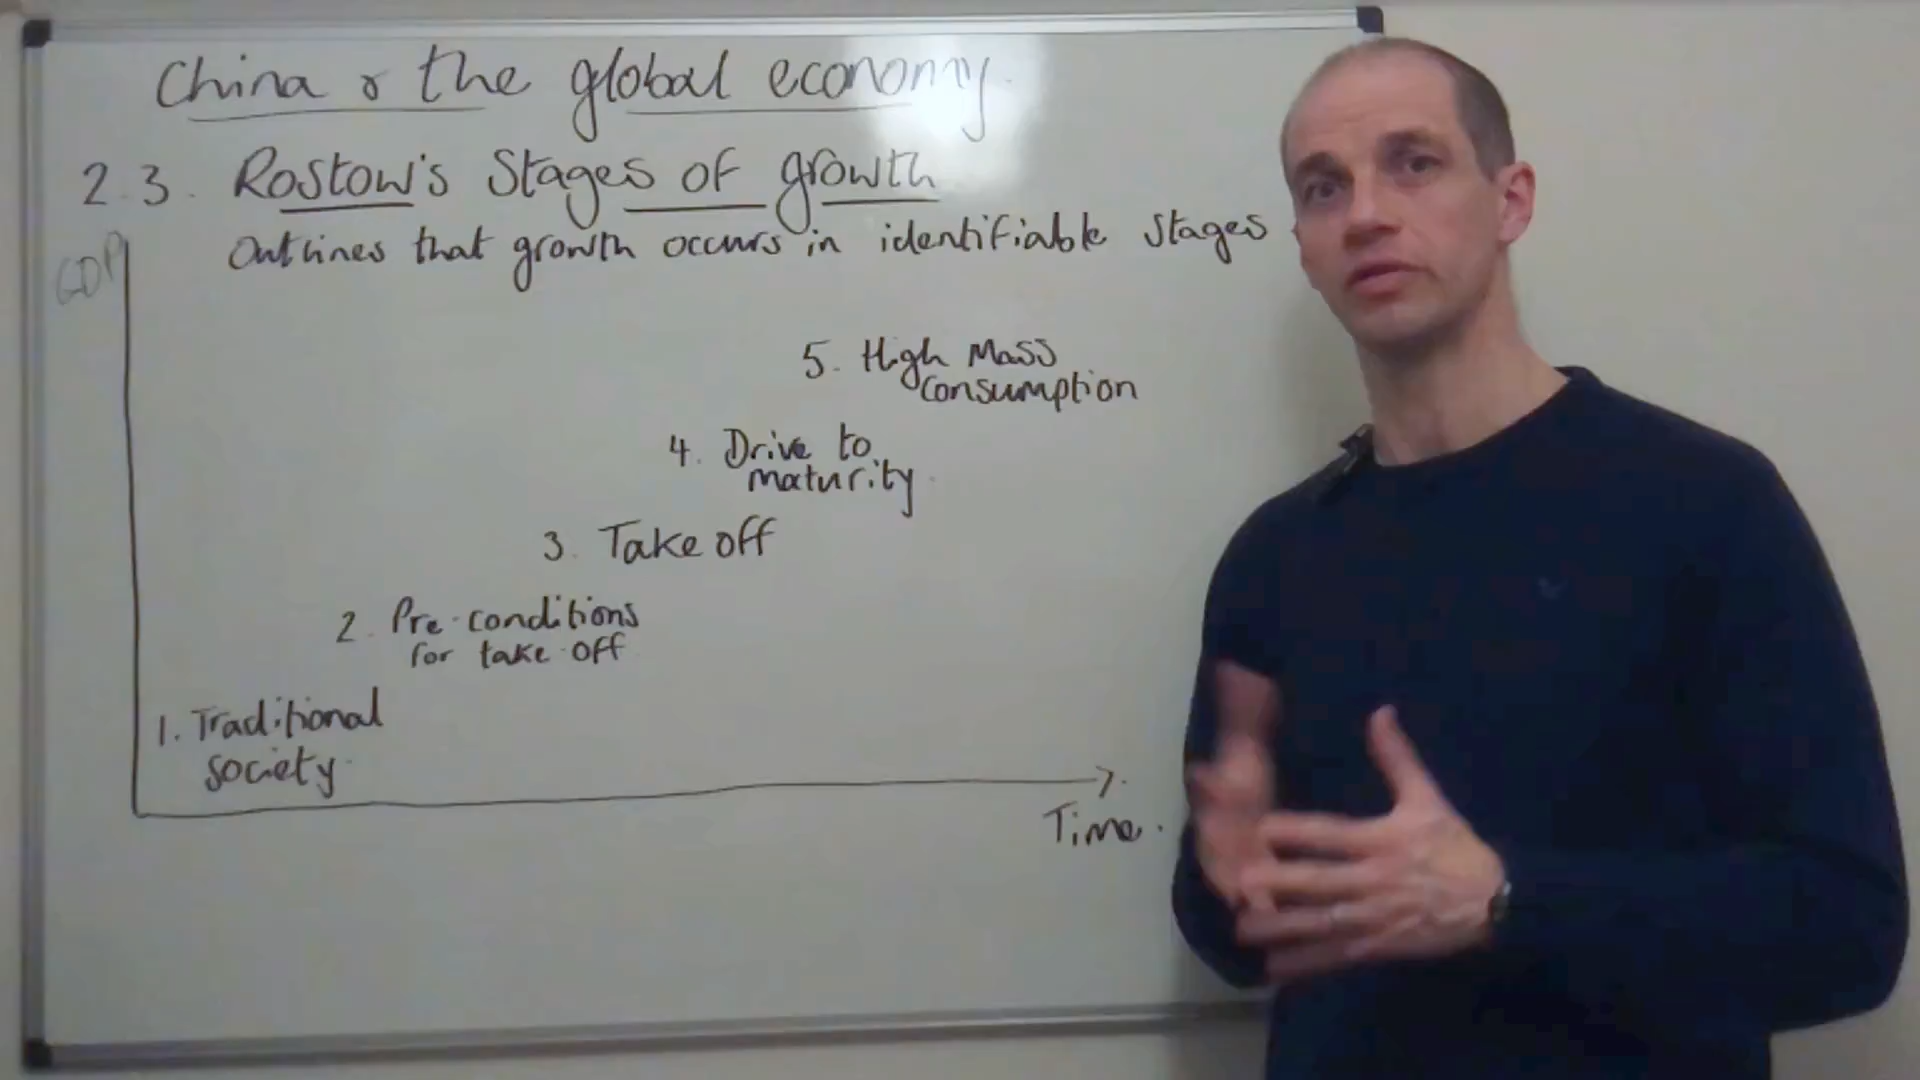 China & the global economy.
2.3. Rostow's Stages of growth
Outlines that growth occurs in identifiable stages
GDP
5. High Mass
consumption
4. Drive to
maturity.
3. Take off
2. Pre-conditions
for take off
1. Traditional
society.
Time.